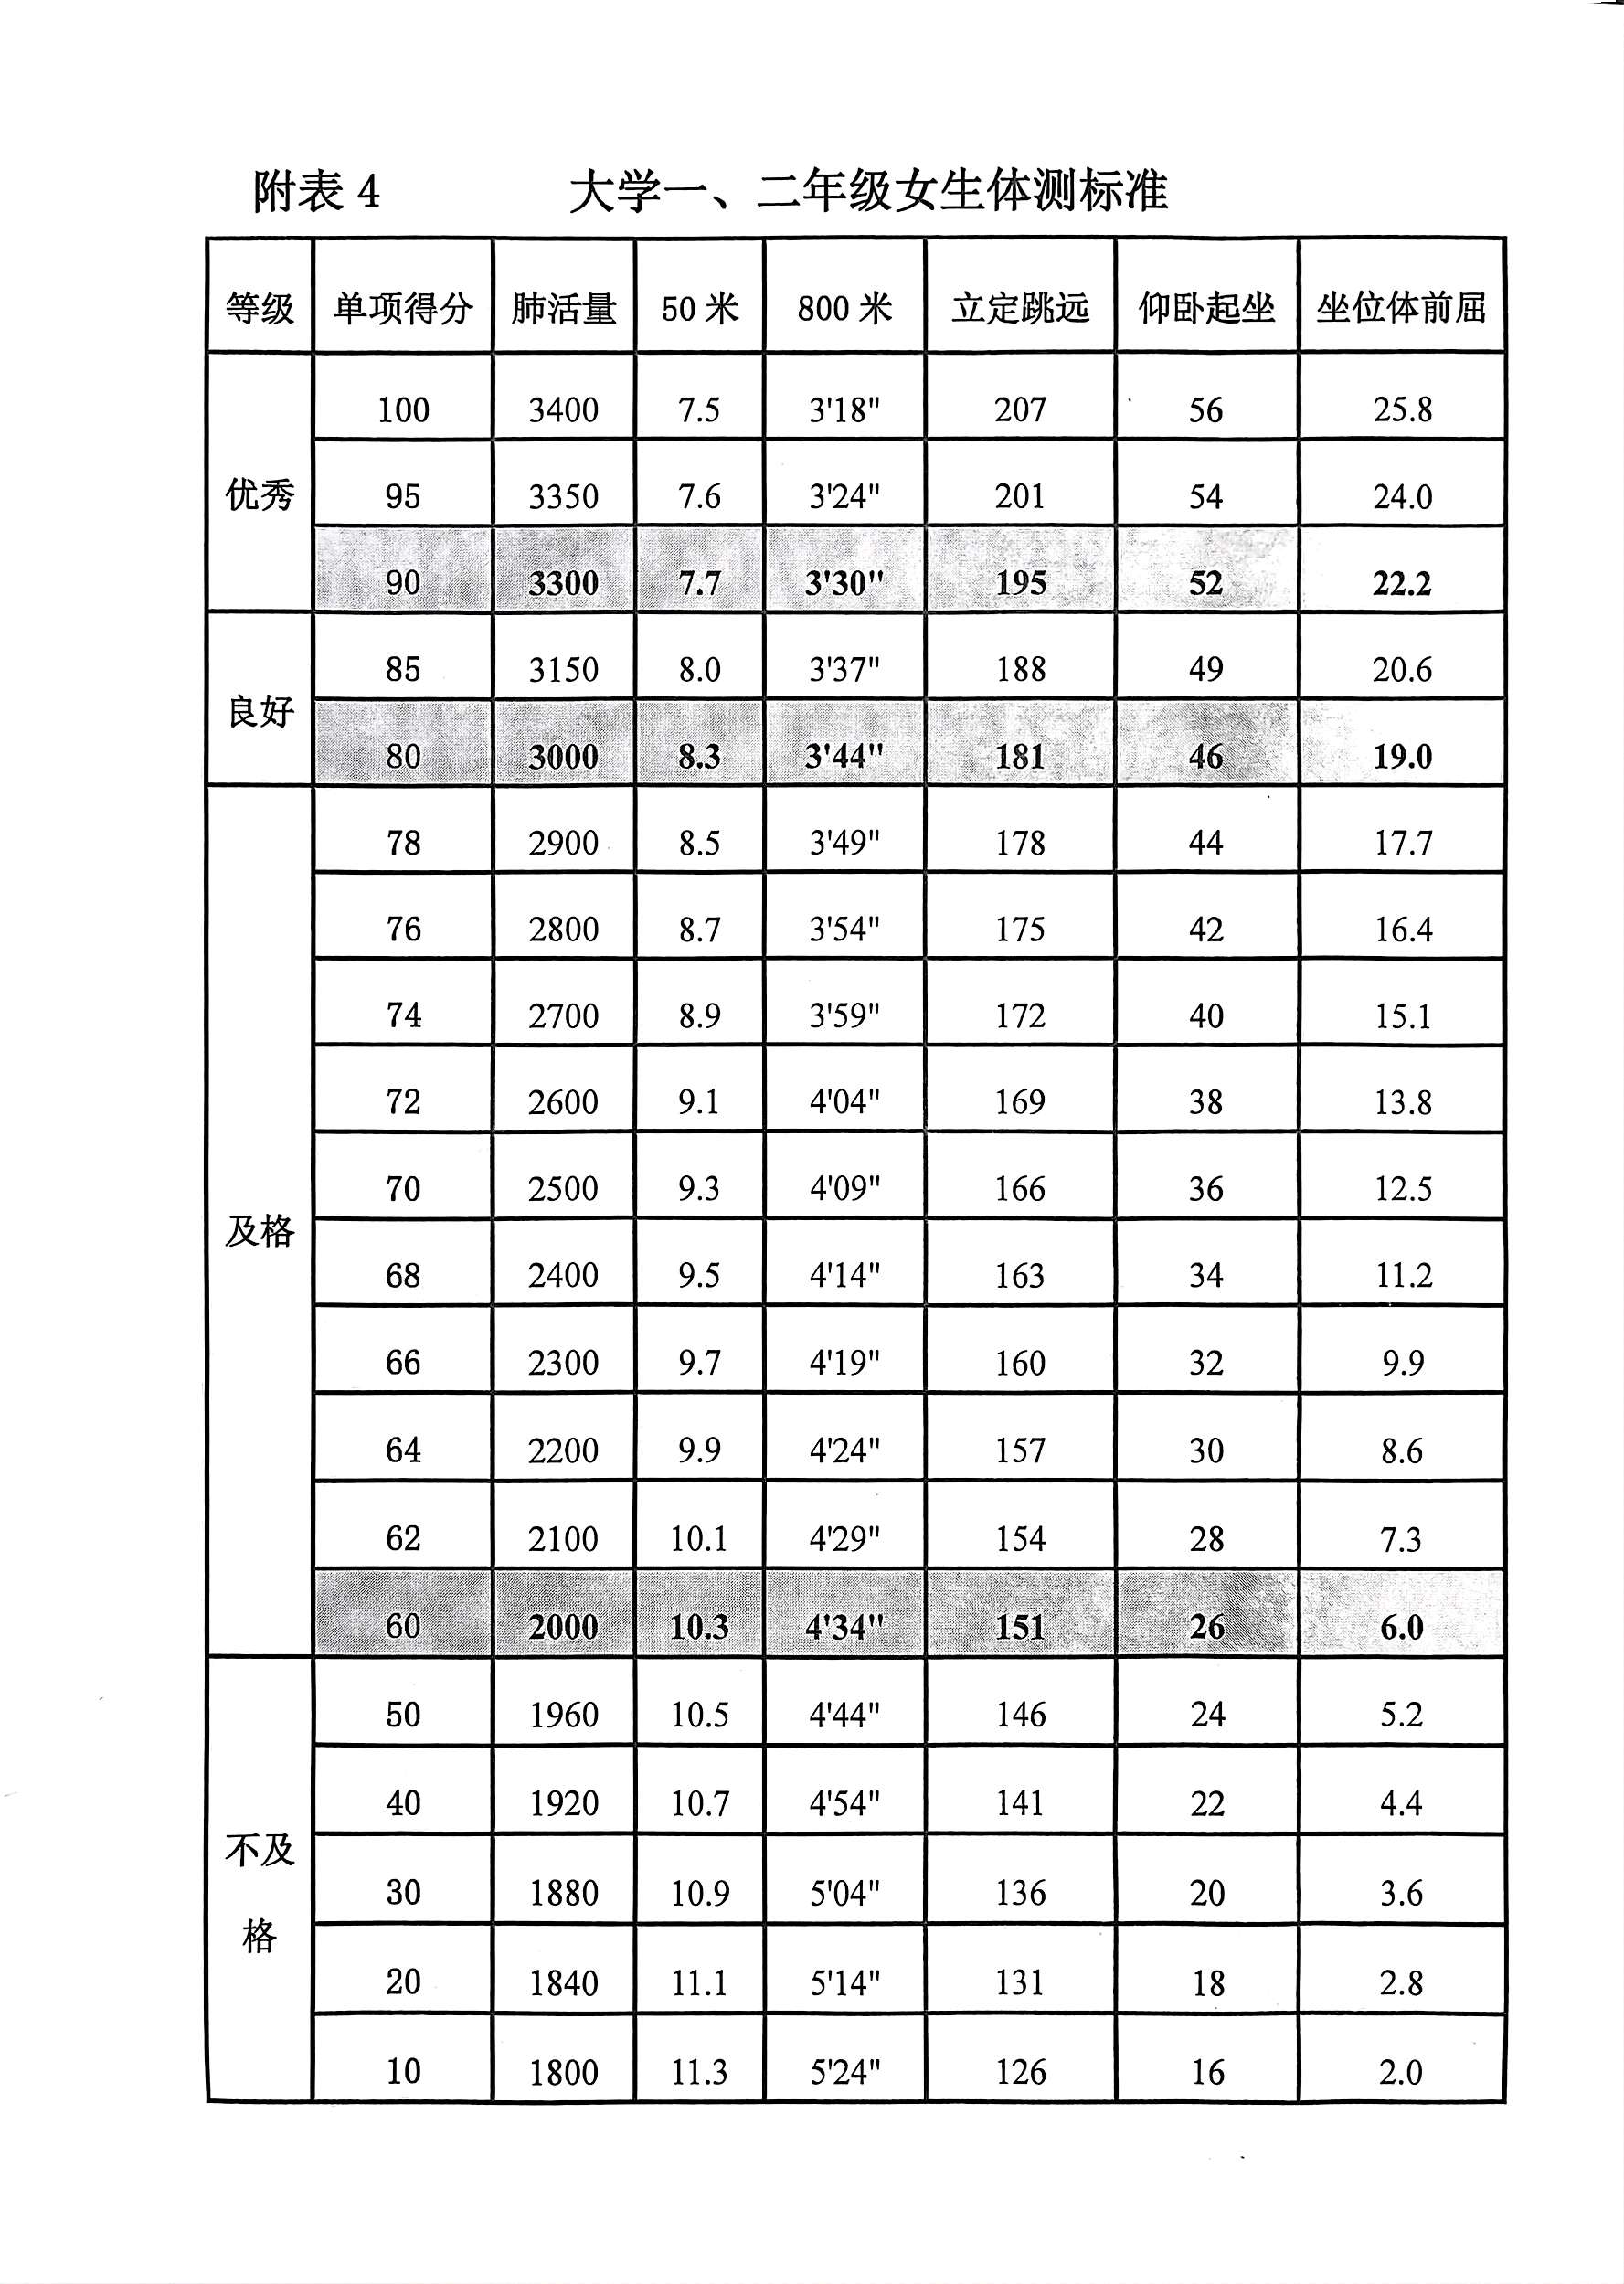 附表 4 大学一、二年级女生体测标准
等级 单项得分 肺活量 50 米 800 米 立定跳远 仰卧起坐 坐位体前屈
优秀 100 3400 7.5 3'18" 207 56 25.8
95 3350 7.6 3'24" 201 54 24.0
90 3300 7.7 3'30" 195 52 22.2
良好 85 3150 8.0 3'37" 188 49 20.6
80 3000 8.3 3'44" 181 46 19.0
及格 78 2900 8.5 3'49" 178 44 17.7
76 2800 8.7 3'54" 175 42 16.4
74 2700 8.9 3'59" 172 40 15.1
72 2600 9.1 4'04" 169 38 13.8
70 2500 9.3 4'09" 166 36 12.5
68 2400 9.5 4'14" 163 34 11.2
66 2300 9.7 4'19" 160 32 9.9
64 2200 9.9 4'24" 157 30 8.6
62 2100 10.1 4'29" 154 28 7.3
60 2000 10.3 4'34" 151 26 6.0
不及格 50 1960 10.5 4'44" 146 24 5.2
40 1920 10.7 4'54" 141 22 4.4
30 1880 10.9 5'04" 136 20 3.6
20 1840 11.1 5'14" 131 18 2.8
10 1800 11.3 5'24" 126 16 2.0